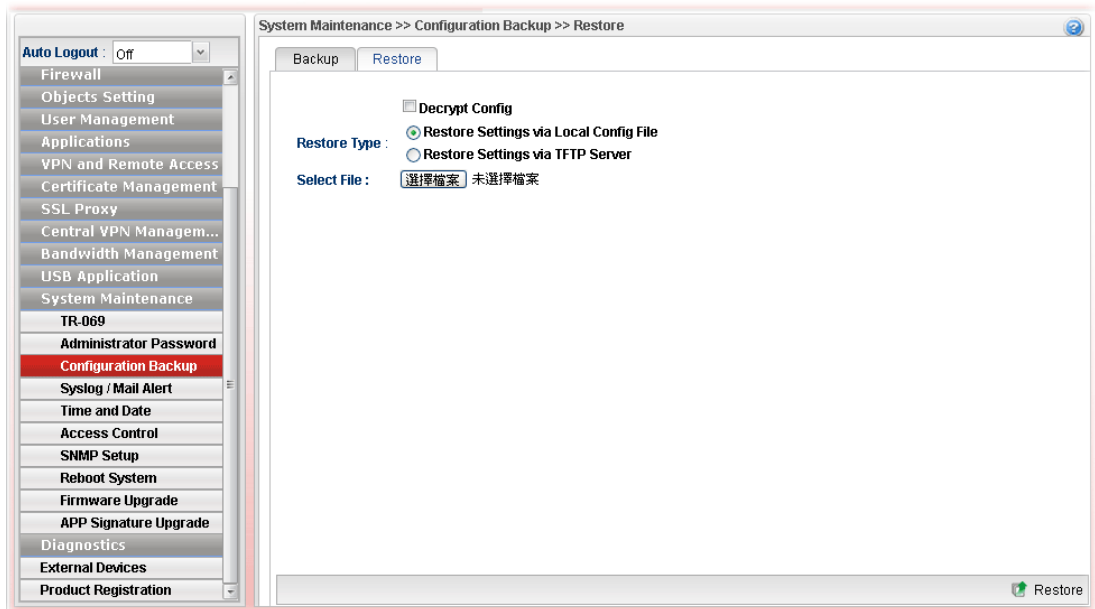 System Maintenance >> Configuration Backup >> Restore
Auto Logout : Off
Firewall
Objects Setting
User Management
Applications
VPN and Remote Access
Certificate Management
SSL Proxy
Central VPN Managem...
Bandwidth Management
USB Application
System Maintenance
TR-069
Administrator Password
Configuration Backup
Syslog / Mail Alert
Time and Date
Access Control
SNMP Setup
Reboot System
Firmware Upgrade
APP Signature Upgrade
Diagnostics
External Devices
Product Registration
Backup Restore
Decrypt Config
Restore Type : Restore Settings via Local Config File
Restore Settings via TFTP Server
Select File : 選擇檔案 未選擇檔案
Restore